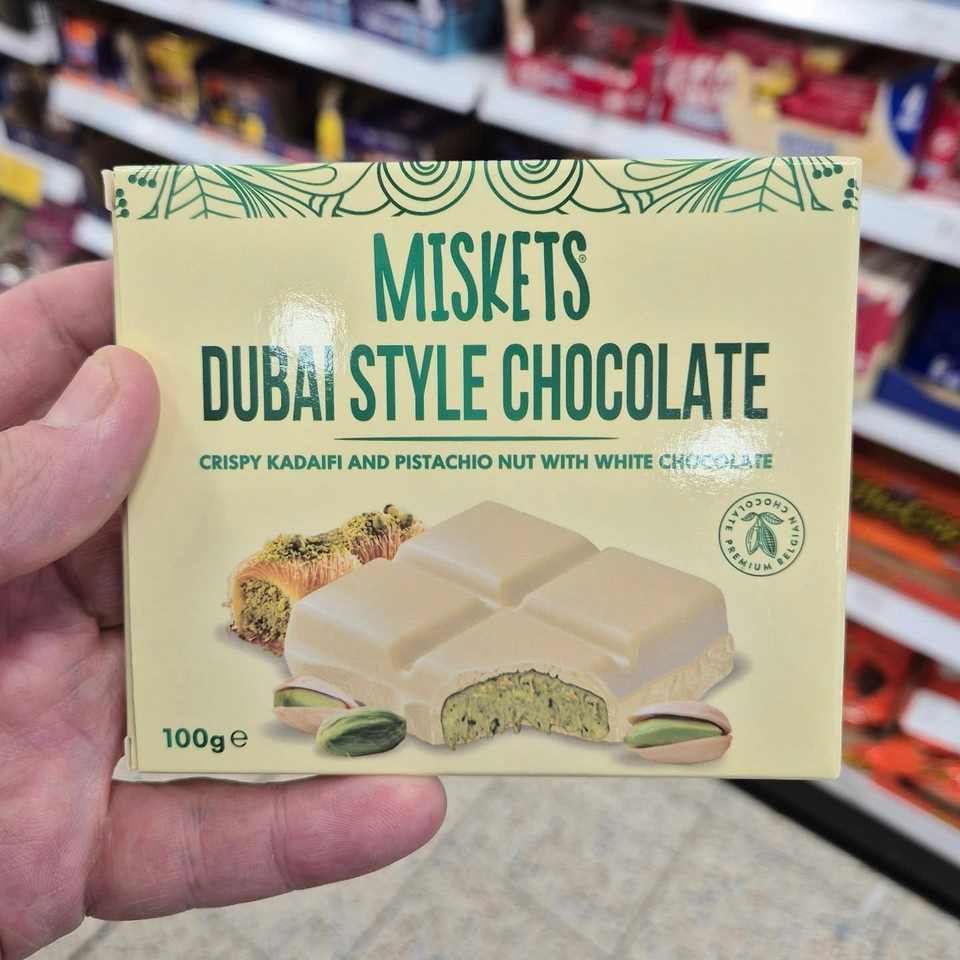 MISKETS®
DUBAI STYLE CHOCOLATE
CRISPY KADAIFI AND PISTACHIO NUT WITH WHITE CHOCOLATE
PREMIUM BELGIAN CHOCOLATE
100g e